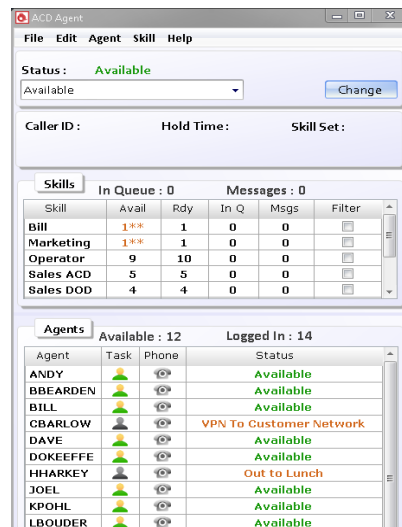 ACD Agent
File Edit Agent Skill Help
Status : Available
Available
Change
Caller ID : Hold Time : Skill Set :
Skills In Queue : 0 Messages : 0
Skill Avail Rdy In Q Msgs Filter
Bill 1** 1 0 0
Marketing 1** 1 0 0
Operator 9 10 0 0
Sales ACD 5 5 0 0
Sales DOD 4 4 0 0
Agents Available : 12 Logged In : 14
Agent Task Phone Status
ANDY Available
BBEARDEN Available
BILL Available
CBARLOW VPN To Customer Network
DAVE Available
DOKEEFFE Available
HHARKEY Out to Lunch
JOEL Available
KPOHL Available
LBOUDER Available